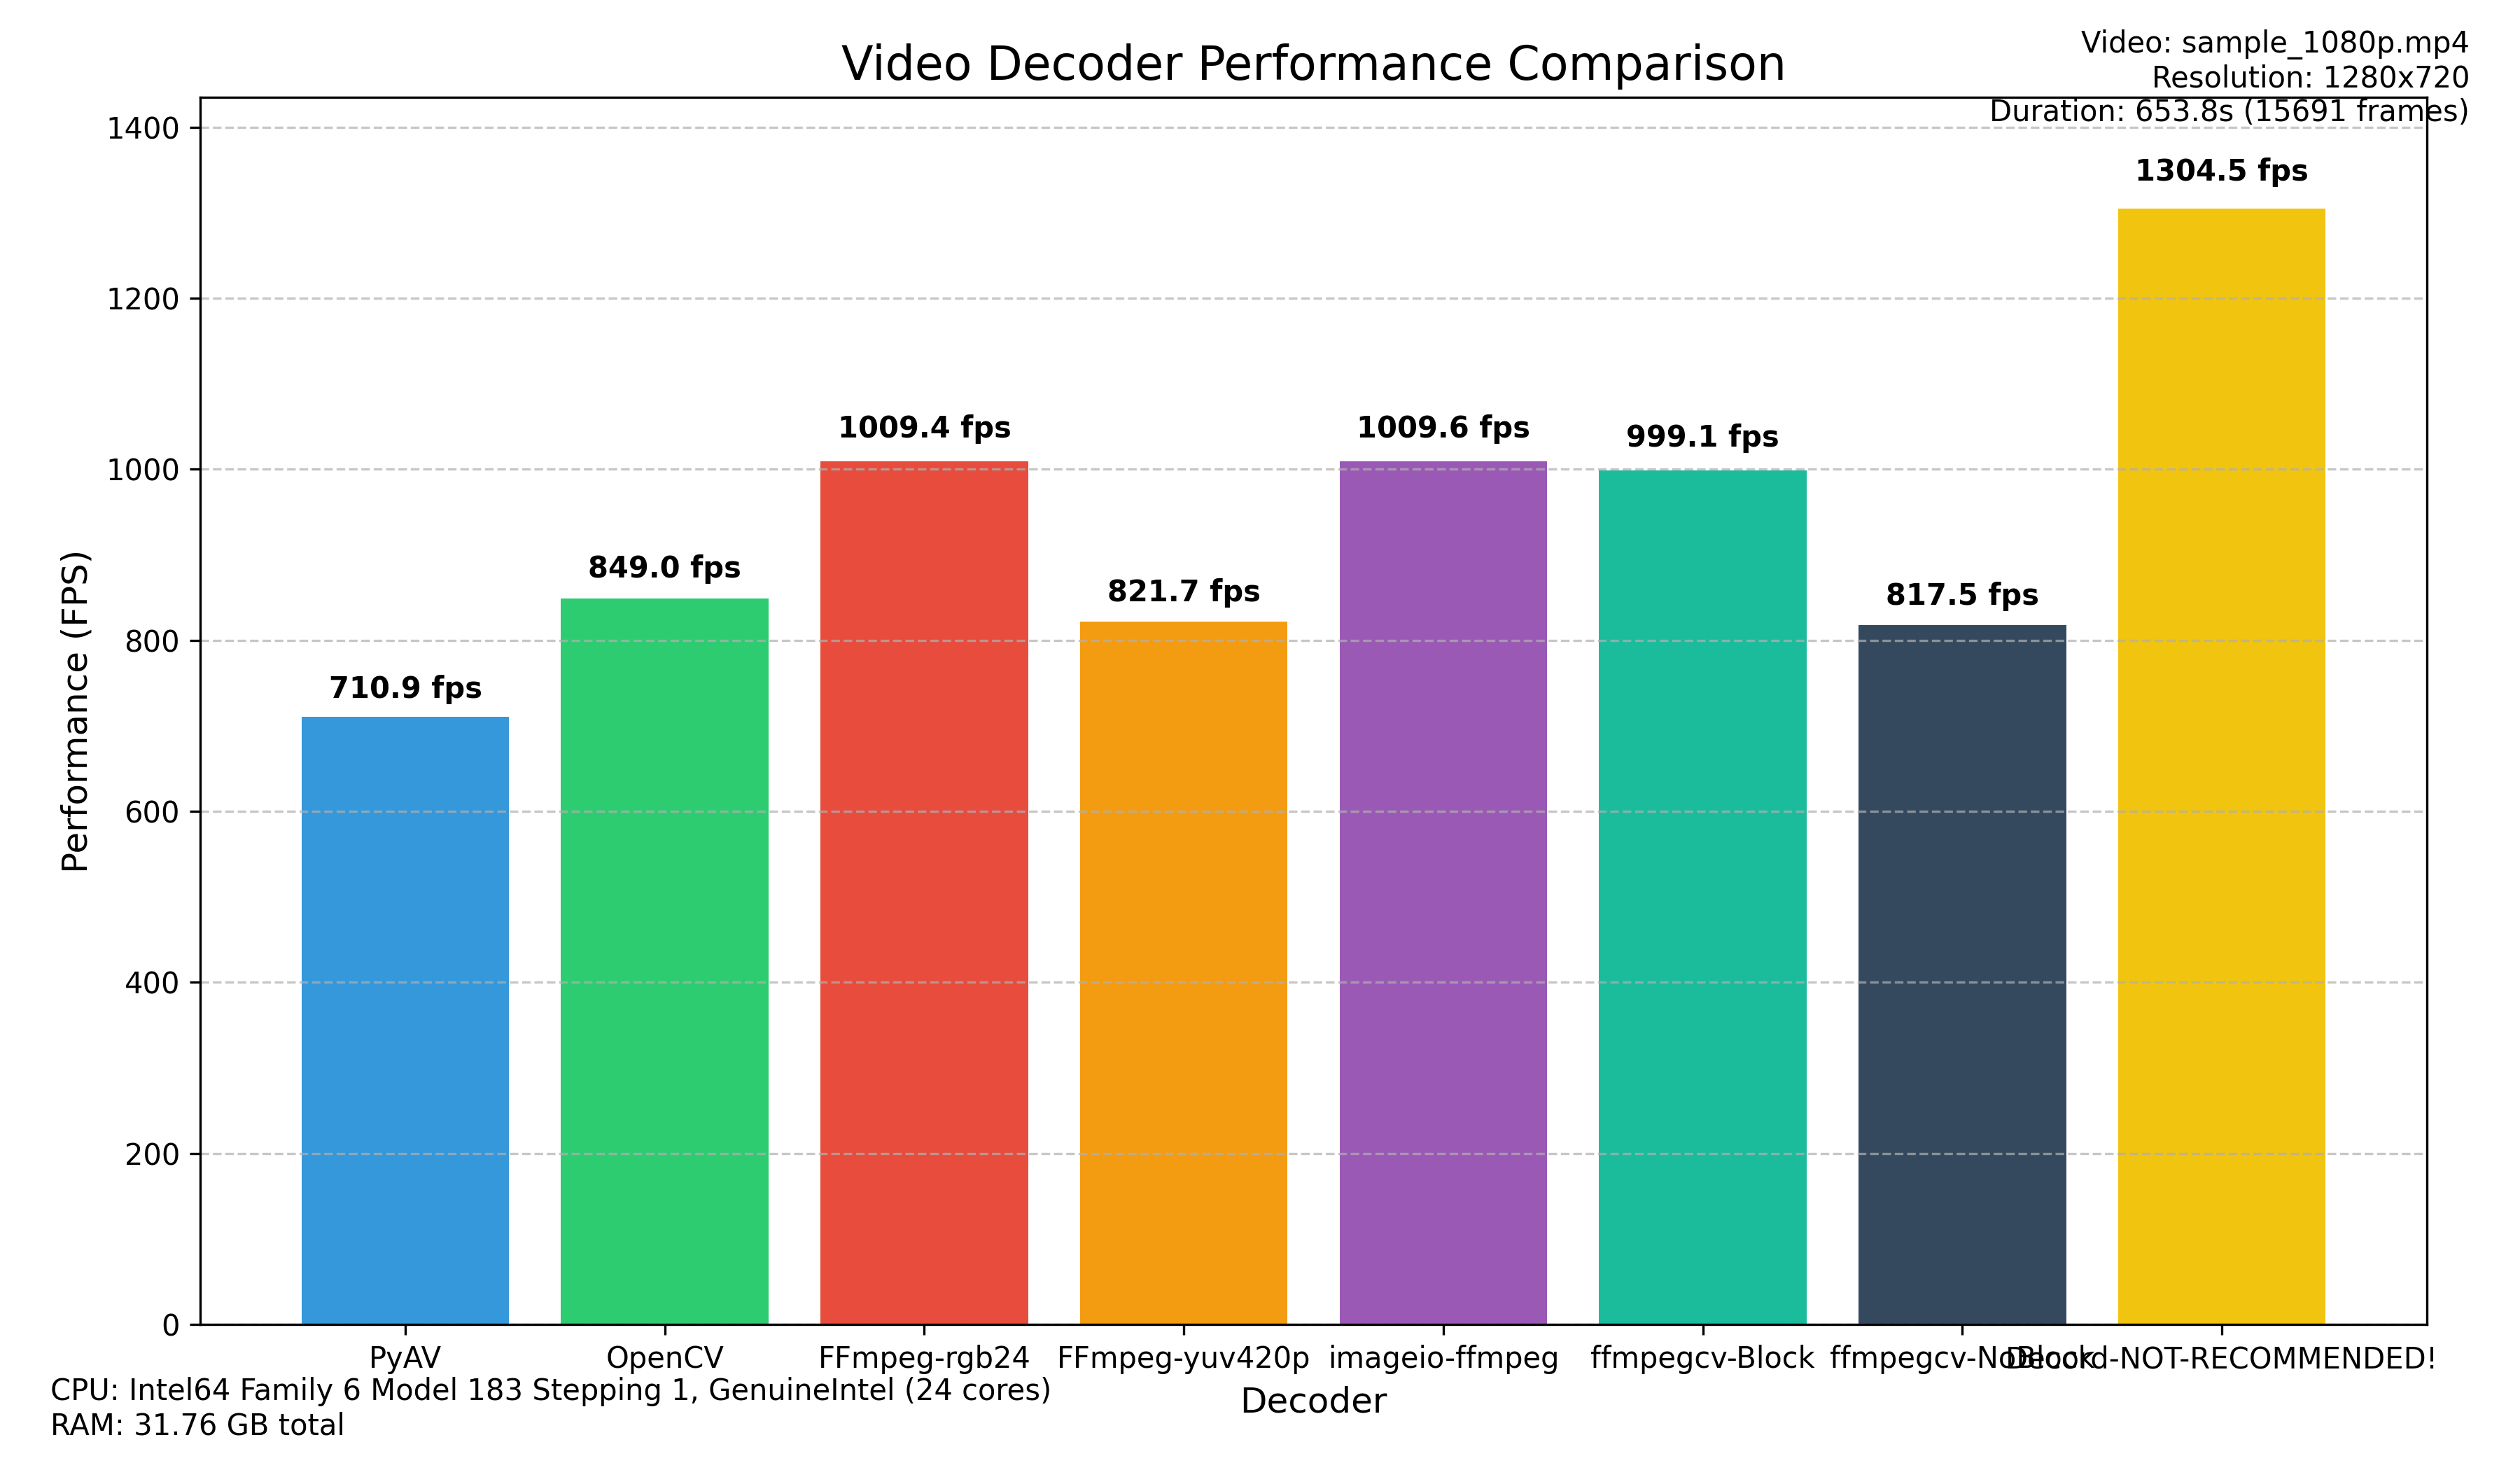 Video Decoder Performance Comparison
Video: sample_1080p.mp4
Resolution: 1280x720
Duration: 653.8s (15691 frames)
Performance (FPS)
1400
1200
1000
800
600
400
200
0
710.9 fps
849.0 fps
1009.4 fps
821.7 fps
1009.6 fps
999.1 fps
817.5 fps
1304.5 fps
PyAV
OpenCV
FFmpeg-rgb24
FFmpeg-yuv420p
imageio-ffmpeg
ffmpegcv-Block
ffmpegcv-NoBlock
Decord-NOT-RECOMMENDED!
Decoder
CPU: Intel64 Family 6 Model 183 Stepping 1, GenuineIntel (24 cores)
RAM: 31.76 GB total